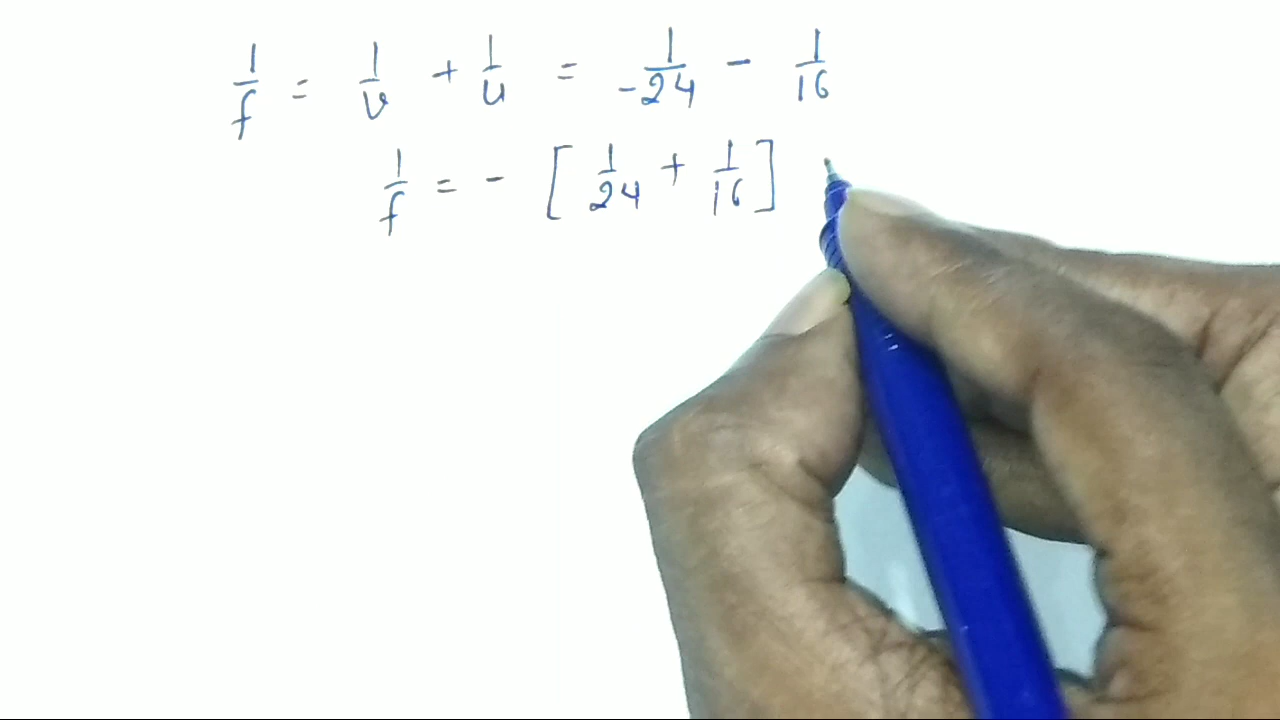 1/f = 1/v + 1/u = 1/-24 - 1/16
1/f = - [ 1/24 + 1/16 ]